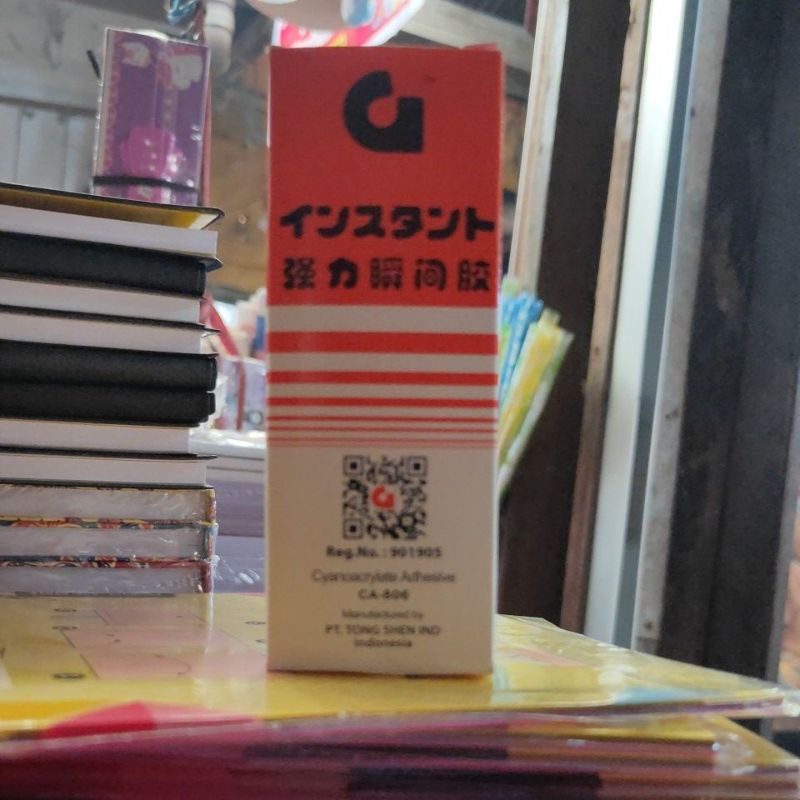 インスタント
强力瞬间胶
Reg.No.: 901905
Cyanoacrylate Adhesive
CA-806
Manufactured by
PT. TONG SHEN IND
Indonesia